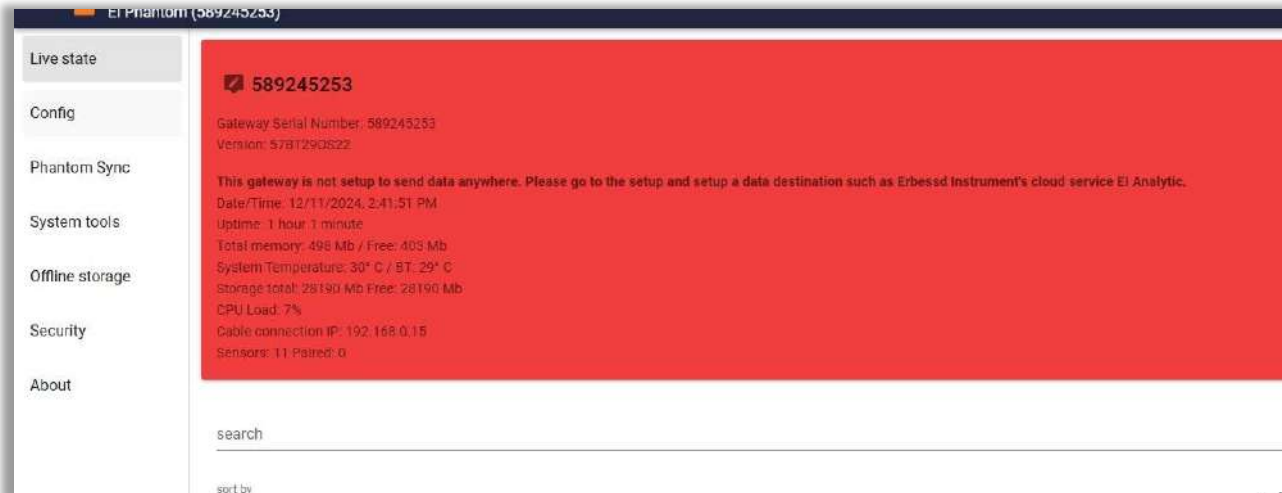 EI Phantom (589245253)
Live state
Config
Phantom Sync
System tools
Offline storage
Security
About
589245253
Gateway Serial Number: 589245253
Version: 57BT29DS22
This gateway is not setup to send data anywhere. Please go to the setup and setup a data destination such as Erbessd Instrument's cloud service EI Analytic.
Date/Time: 12/11/2024, 2:41:51 PM
Uptime: 1 hour 1 minute
Total memory: 498 Mb / Free: 403 Mb
System Temperature: 30° C / BT: 29° C
Storage total: 28190 Mb Free: 28190 Mb
CPU Load: 7%
Cable connection IP: 192.168.0.15
Sensors: 11 Paired: 0
search
sort by